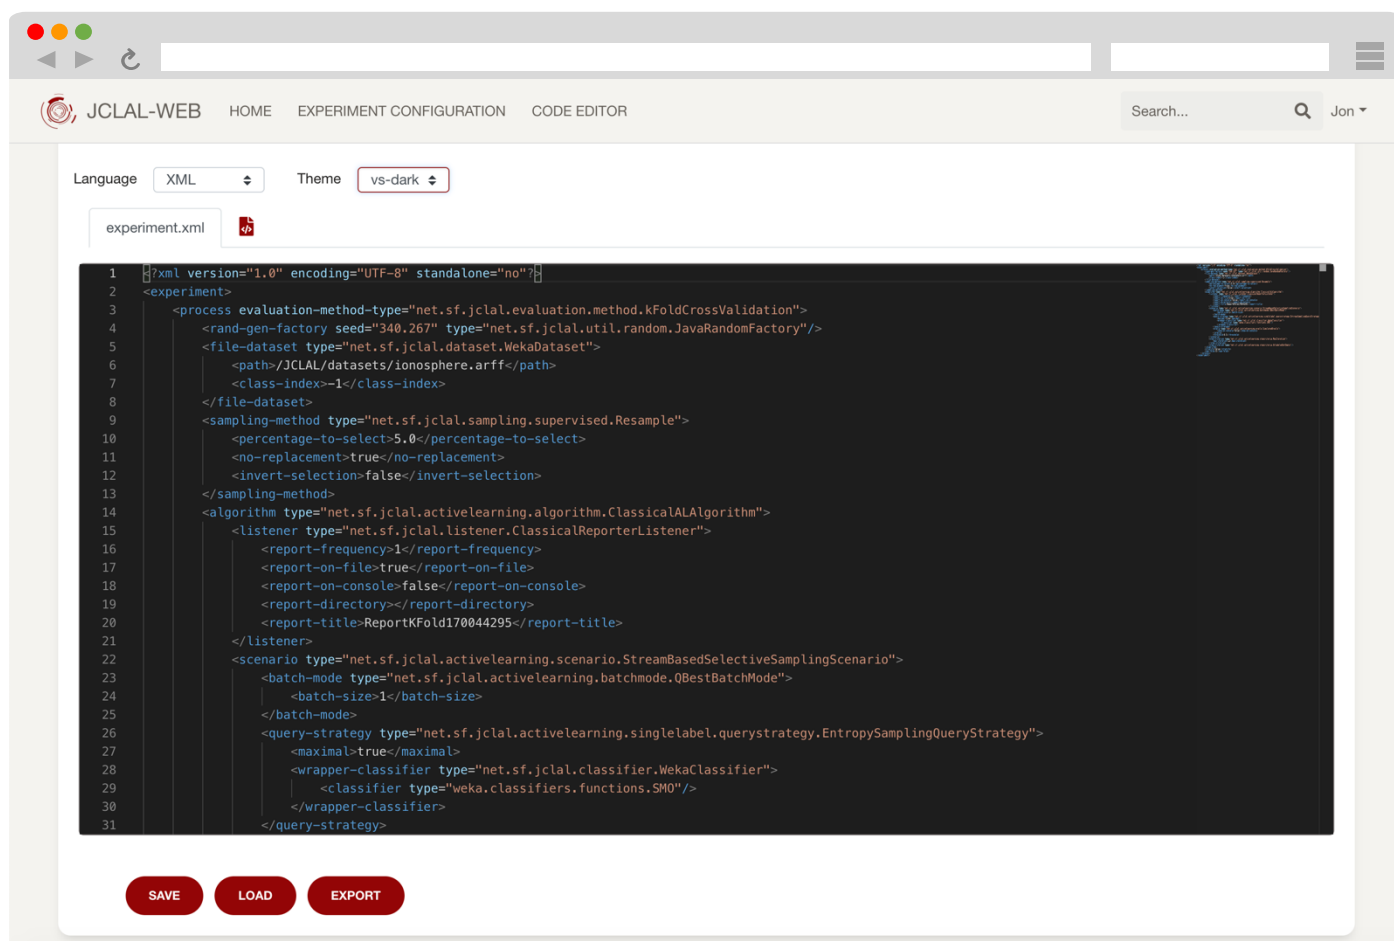 JCLAL-WEB HOME EXPERIMENT CONFIGURATION CODE EDITOR Search... Jon
Language XML Theme vs-dark
experiment.xml
1 <?xml version="1.0" encoding="UTF-8" standalone="no"?>
2 <experiment>
3 <process evaluation-method-type="net.sf.jclal.evaluation.method.kFoldCrossValidation">
4 <rand-gen-factory seed="340.267" type="net.sf.jclal.util.random.JavaRandomFactory"/>
5 <file-dataset type="net.sf.jclal.dataset.WekaDataset">
6 <path>/JCLAL/datasets/ionosphere.arff</path>
7 <class-index>-1</class-index>
8 </file-dataset>
9 <sampling-method type="net.sf.jclal.sampling.supervised.Resample">
10 <percentage-to-select>5.0</percentage-to-select>
11 <no-replacement>true</no-replacement>
12 <invert-selection>false</invert-selection>
13 </sampling-method>
14 <algorithm type="net.sf.jclal.activelearning.algorithm.ClassicalALAlgorithm">
15 <listener type="net.sf.jclal.listener.ClassicalReporterListener">
16 <report-frequency>1</report-frequency>
17 <report-on-file>true</report-on-file>
18 <report-on-console>false</report-on-console>
19 <report-directory></report-directory>
20 <report-title>ReportKFold170044295</report-title>
21 </listener>
22 <scenario type="net.sf.jclal.activelearning.scenario.StreamBasedSelectiveSamplingScenario">
23 <batch-mode type="net.sf.jclal.activelearning.batchmode.QBestBatchMode">
24 <batch-size>1</batch-size>
25 </batch-mode>
26 <query-strategy type="net.sf.jclal.activelearning.singlelabel.querystrategy.EntropySamplingQueryStrategy">
27 <maximal>true</maximal>
28 <wrapper-classifier type="net.sf.jclal.classifier.WekaClassifier">
29 <classifier type="weka.classifiers.functions.SMO"/>
30 </wrapper-classifier>
31 </query-strategy>
SAVE LOAD EXPORT